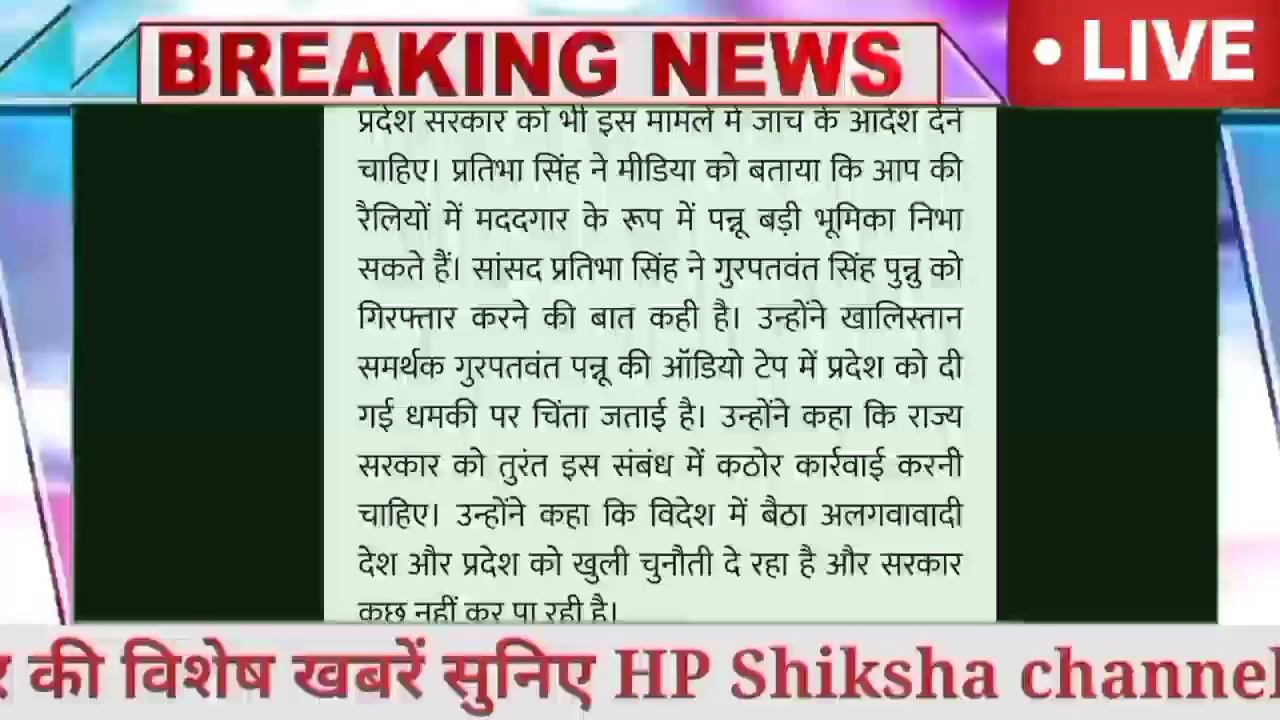 BREAKING NEWS
• LIVE
प्रदेश सरकार को भी इस मामले में जांच के आदेश देने
चाहिए। प्रतिभा सिंह ने मीडिया को बताया कि आप की
रैलियों में मददगार के रूप में पन्नू बड़ी भूमिका निभा
सकते हैं। सांसद प्रतिभा सिंह ने गुरपतवंत सिंह पुन्नु को
गिरफ्तार करने की बात कही है। उन्होंने खालिस्तान
समर्थक गुरपतवंत पन्नू की ऑडियो टेप में प्रदेश को दी
गई धमकी पर चिंता जताई है। उन्होंने कहा कि राज्य
सरकार को तुरंत इस संबंध में कठोर कार्रवाई करनी
चाहिए। उन्होंने कहा कि विदेश में बैठा अलगवावादी
देश और प्रदेश को खुली चुनौती दे रहा है और सरकार
कुछ नहीं कर पा रही है।
की विशेष खबरें सुनिए HP Shiksha channel